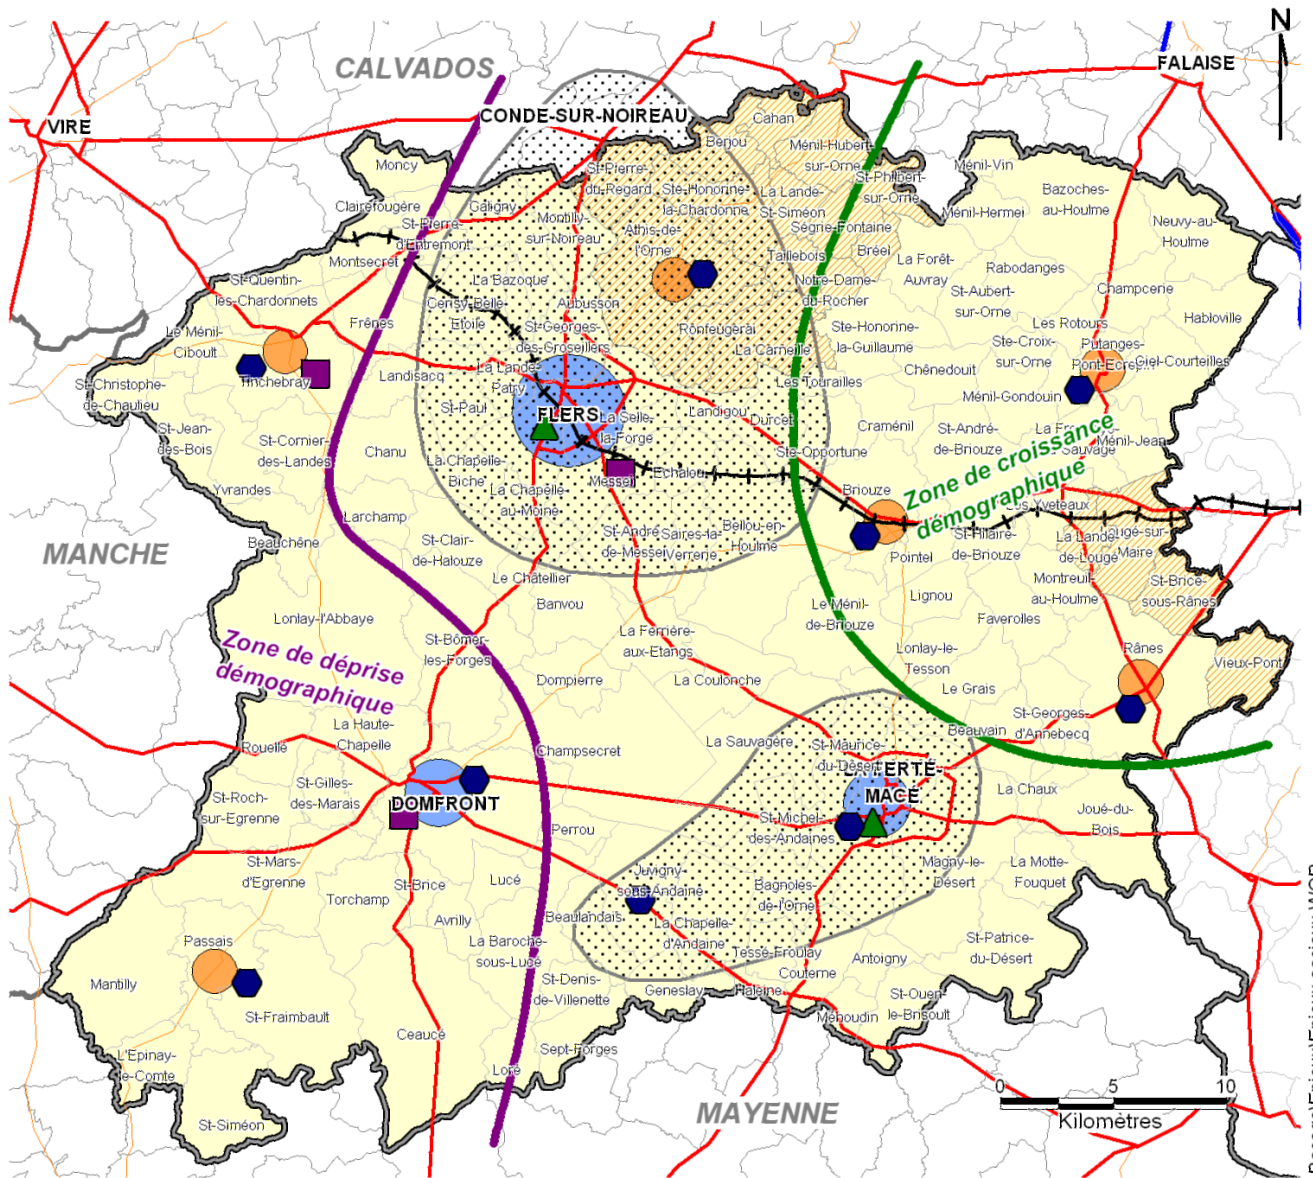 N
CALVADOS
FALAISE
VIRE
CONDE-SUR-NOIREAU
Cahan
Berjou
Ménil-Hubert-
sur-Orne
Moncy
St-Pierre-
du-Regard
Ménil-Vin
St-Philbert-
sur-Orne
Ste-Honorine-
la-Chardonne
La Lande-
St-Siméon
Bazoches-
au-Houlme
Clairefougère
Caligny
Ménil-Hermei
Neuvy-au-
Houlme
St-Pierre-
d'Entremont
Montilly-
sur-Noireau
Athis-de-
l'Orne
Ségrie-Fontaine
Bréel
Taillebois
Montsecret
La Forêt-
Auvray
Rabodanges
St-Quentin-
les-Chardonnets
La Bazoque
Notre-Dame-
du-Rocher
St-Aubert-
sur-Orne
Champcerie
Cerisy-Belle-
Etoile
Aubusson
Habloville
Le Ménil-
Ciboult
Frênes
St-Georges-
des-Groseillers
Ronfeugerai
Ste-Honorine-
la-Guillaume
Les Rotours
Ste-Croix-
sur-Orne
Putanges-
Pont-Ecrepin
La Carneille
Giel-Courteilles
Chênedouit
St-Christophe-
de-Chaulieu
Tinchebray
Landisacq
La Lande-
Patry
Les Tourailles
Ménil-Gondouin
St-Paul
FLERS
La Selle-
la-Forge
Landigou
Durcet
Craménil
St-André-
de-Briouze
Sauvage
Ménil-Jean
St-Jean-
des-Bois
St-Cornier-
des-Landes
Chanu
La Chapelle-
Biche
Messei
Echalou
Ste-Opportune
Zone de croissance
démographique
Yvrandes
La Chapelle-
au-Moine
Briouze
Les Yveteaux
Larchamp
Bellou-en-
Houlme
St-Hilaire-
de-Briouze
La Lande-
de-Lougé
Lougé-sur-
Maire
MANCHE
Beauchêne
St-Clair-
de-Halouze
St-André-
de-Messei
Saires-la-
Verrerie
Pointel
Montreuil-
au-Houlme
St-Brice-
sous-Rânes
Le Châtellier
Banvou
Lignou
Le Ménil-
de-Briouze
Faverolles
Lonlay-l'Abbaye
La Ferrière-
aux-Etangs
Zone de déprise
démographique
St-Bômer-
les-Forges
Lonlay-le-
Tesson
Rânes
Vieux-Pont
Dompierre
La Coulonche
Le Grais
La Haute-
Chapelle
St-Georges-
d'Annebecq
Rouellé
Champsecret
La Sauvagère
St-Maurice-
du-Désert
Beauvain
LA FERTE-
MACÉ
St-Gilles-
des-Marais
La Chaux
St-Roch-
sur-Egrenne
DOMFRONT
Joué-du-
Bois
Perrou
St-Michel-
des-Andaines
St-Mars-
d'Egrenne
Lucé
Juvigny-
sous-Andaine
Magny-le-
Désert
La Motte-
Fouquet
St-Brice
Torchamp
Bagnoles-
de-l'Orne
Avrilly
Beaulandais
La Chapelle-
d'Andaine
Passais
La Baroche-
sous-Lucé
Tessé-Froulay
St-Patrice-
du-Désert
Antoigny
Couterne
Mantilly
St-Denis-
de-Villenette
Geneslay
Haleine
St-Ouen-
le-Brisoult
St-Fraimbault
Méhoudin
Ceaucé
Sept-Forges
L'Epinay-
le-Comte
Loré
St-Siméon
MAYENNE
0
5
10
Kilomètres